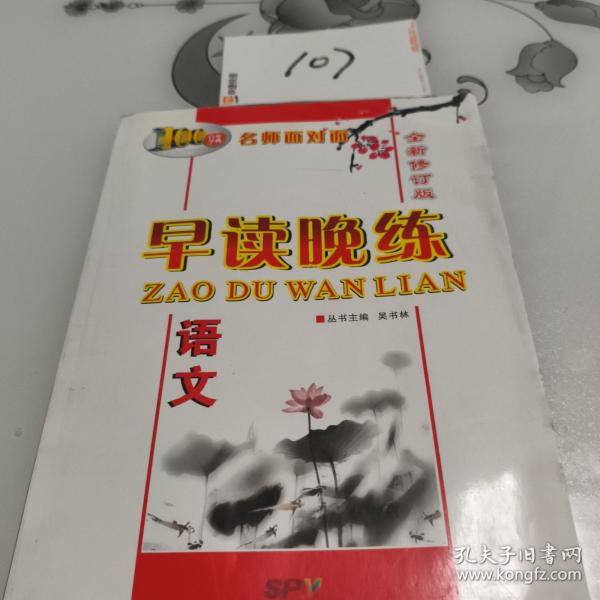 107
100%
名师面对面
全新修订版
早读晚练
ZAO DU WAN LIAN
■丛书主编 吴书林
语文
SPV
孔夫子旧书网
www.kongfz.com